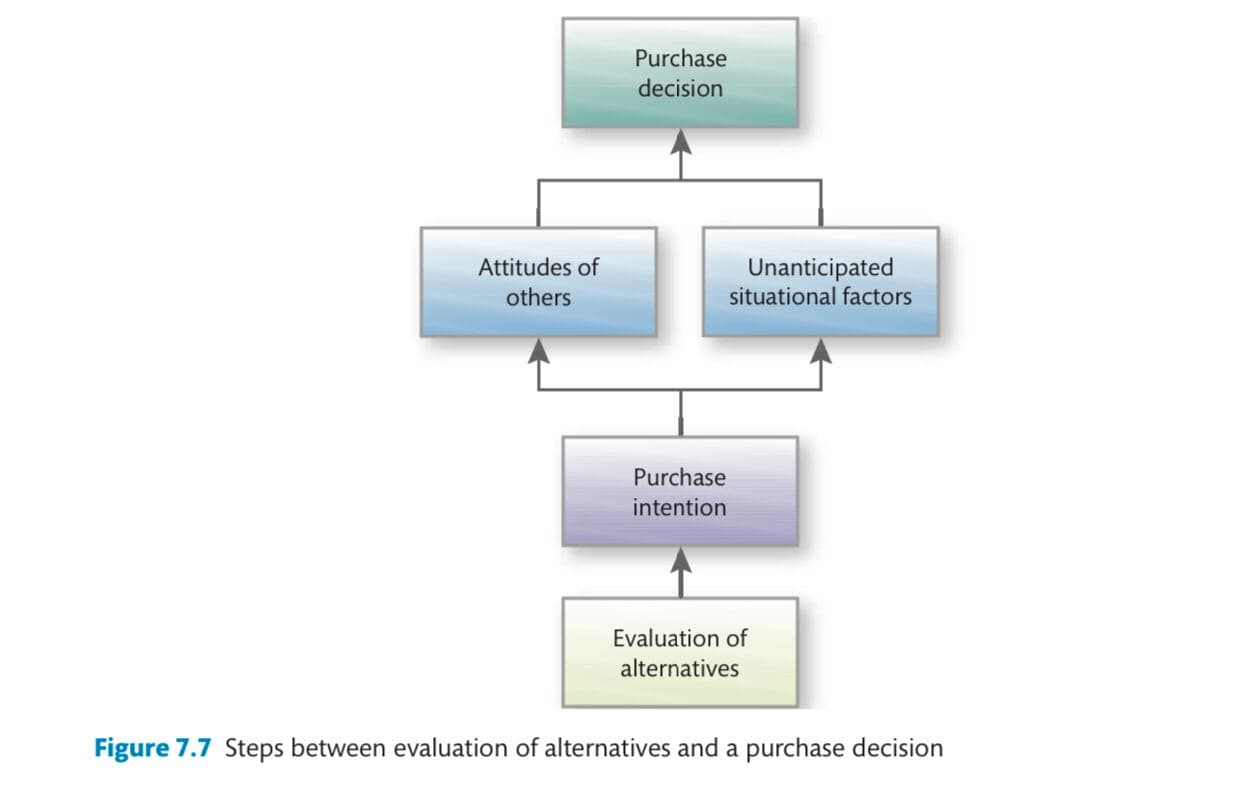 Purchase
decision
Attitudes of
others
Unanticipated
situational factors
Purchase
intention
Evaluation of
alternatives
Figure 7.7 Steps between evaluation of alternatives and a purchase decision